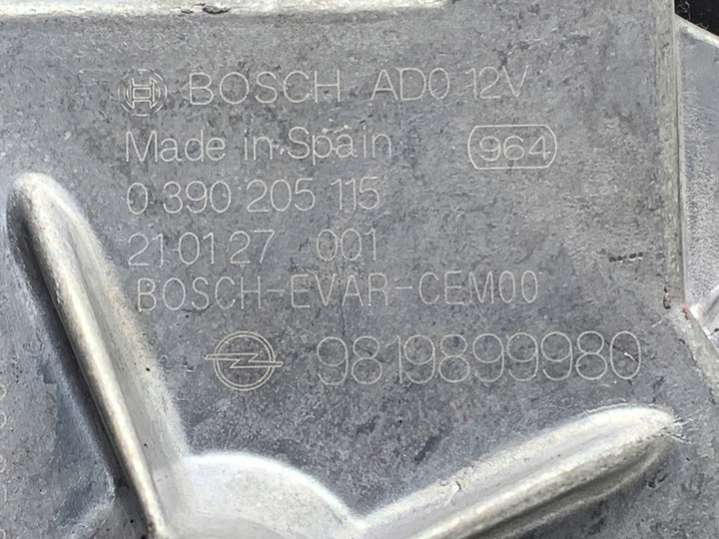 BOSCH AD0 12V
Made in Spain 964
0 390 205 115
210127 001
BOSCH-EVAR-CEM00
9819899980